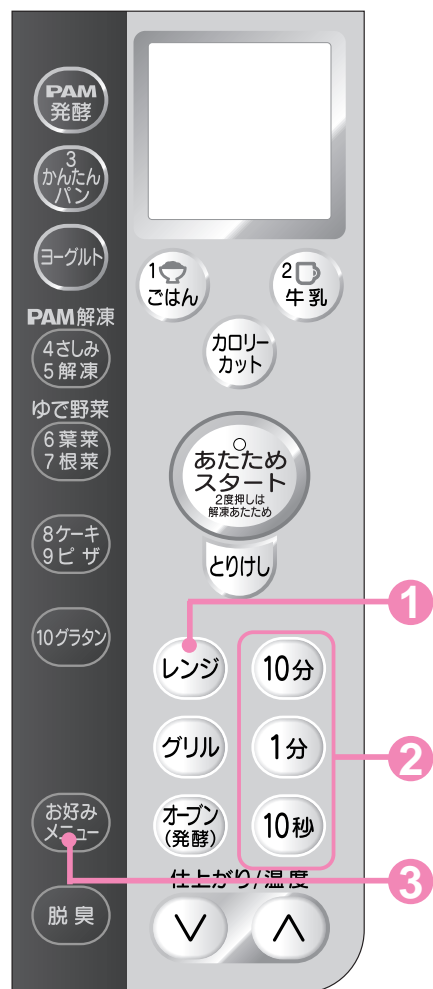 PAM
発酵
3
かんたん
パン
ヨーグルト
1
ごはん
2
牛乳
PAM解凍
4さしみ
5解凍
カロリー
カット
ゆで野菜
6葉菜
7根菜
あたため
スタート
2度押しは
解凍あたため
8ケーキ
9ピザ
とりけし
10グラタン
1
レンジ
10分
グリル
1分
2
お好み
メニュー
オーブン
(発酵)
10秒
3
仕上がり/温度
脱臭